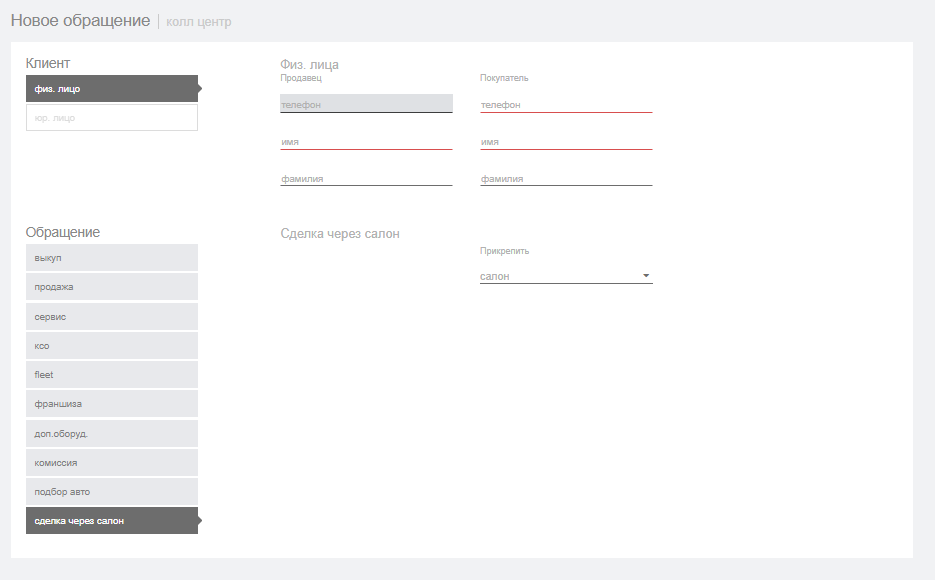 Новое обращение | колл центр
Клиент
физ. лицо
юр. лицо
Физ. лица
Продавец
Покупатель
телефон
телефон
имя
имя
фамилия
фамилия
Обращение
выкуп
продажа
сервис
ксо
fleet
франшиза
доп.оборуд.
комиссия
подбор авто
сделка через салон
Сделка через салон
Прикрепить
салон